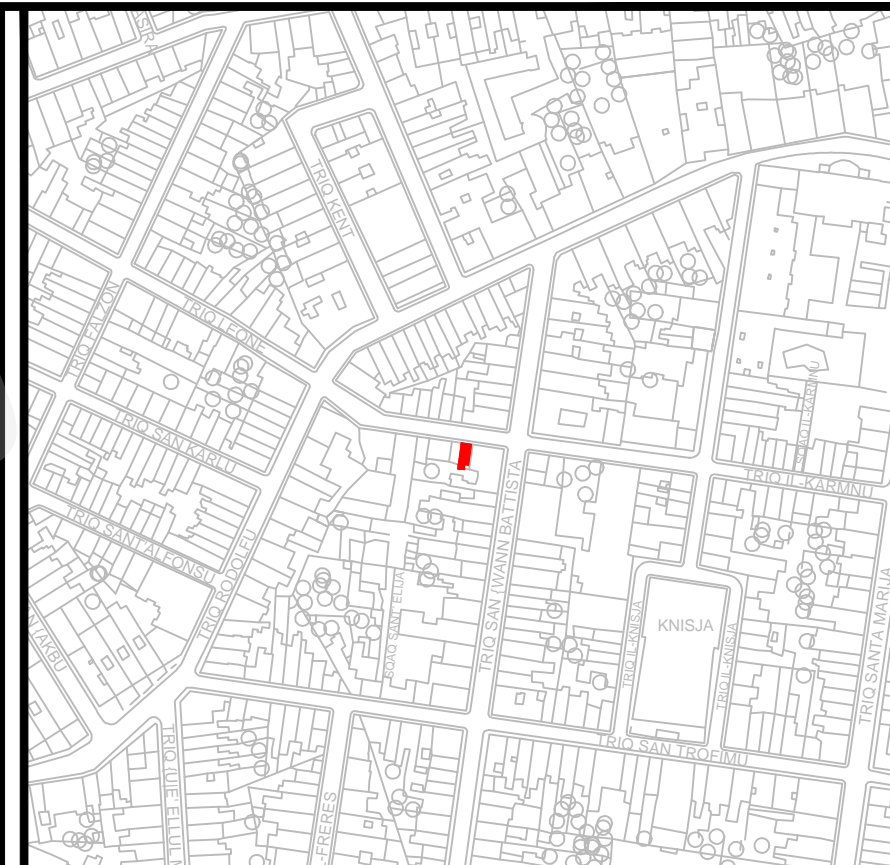 TRIQ KENT
TRIQ LEONE
TRIQ FALZON
TRIQ SAN KARLU
SQAQ IL-KARMNU
TRIQ IL-KARMNU
TRIQ SANT'ALFONSU
TRIQ RODOLFU
TRIQ SAN {WANN BATTISTA
SQAQ SANT' ELIJA
KNISJA
TRIQ IL-KNISJA
TRIQ IL-KNISJA
TRIQ SANTA MARIJA
TRIQ SAN TROFIMU
-FRERES